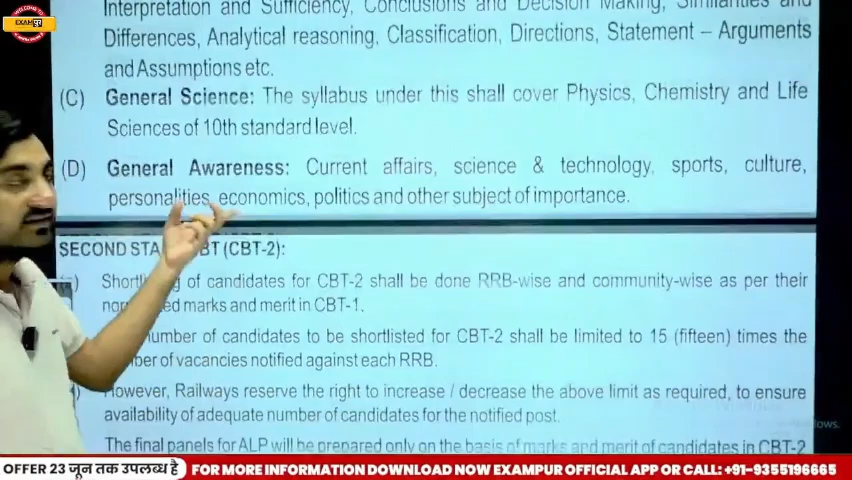 Interpretation and Sufficiency, Conclusions and Decision Making, Similarities and
Differences, Analytical reasoning, Classification, Directions, Statement – Arguments
and Assumptions etc.
(C) General Science: The syllabus under this shall cover Physics, Chemistry and Life
Sciences of 10th standard level.
(D) General Awareness: Current affairs, science & technology, sports, culture,
personalities, economics, politics and other subject of importance.
SECOND STA BT (CBT-2):
of candidates for CBT-2 shall be done RRB-wise and community-wise as per their
marks and merit in CBT-1.
number of candidates to be shortlisted for CBT-2 shall be limited to 15 (fifteen) times the
of vacancies notified against each RRB.
However, Railways reserve the right to increase / decrease the above limit as required, to ensure
availability of adequate number of candidates for the notified post.
The final panels for ALP will be prepared only on the basis of marks and merit of candidates in CBT-2
OFFER 23 जून तक उपलब्ध है FOR MORE INFORMATION DOWNLOAD NOW EXAMPUR OFFICIAL APP OR CALL: +91-9355196665